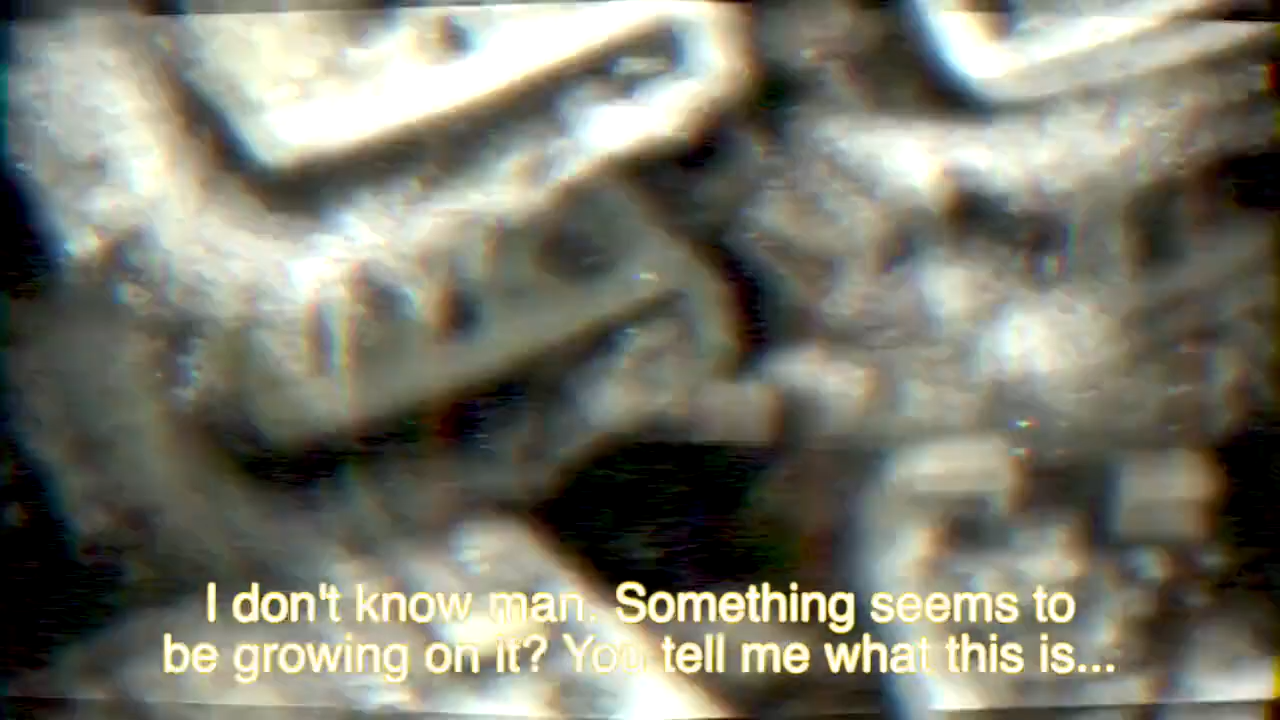 I don't know man. Something seems to
be growing on it? You tell me what this is...